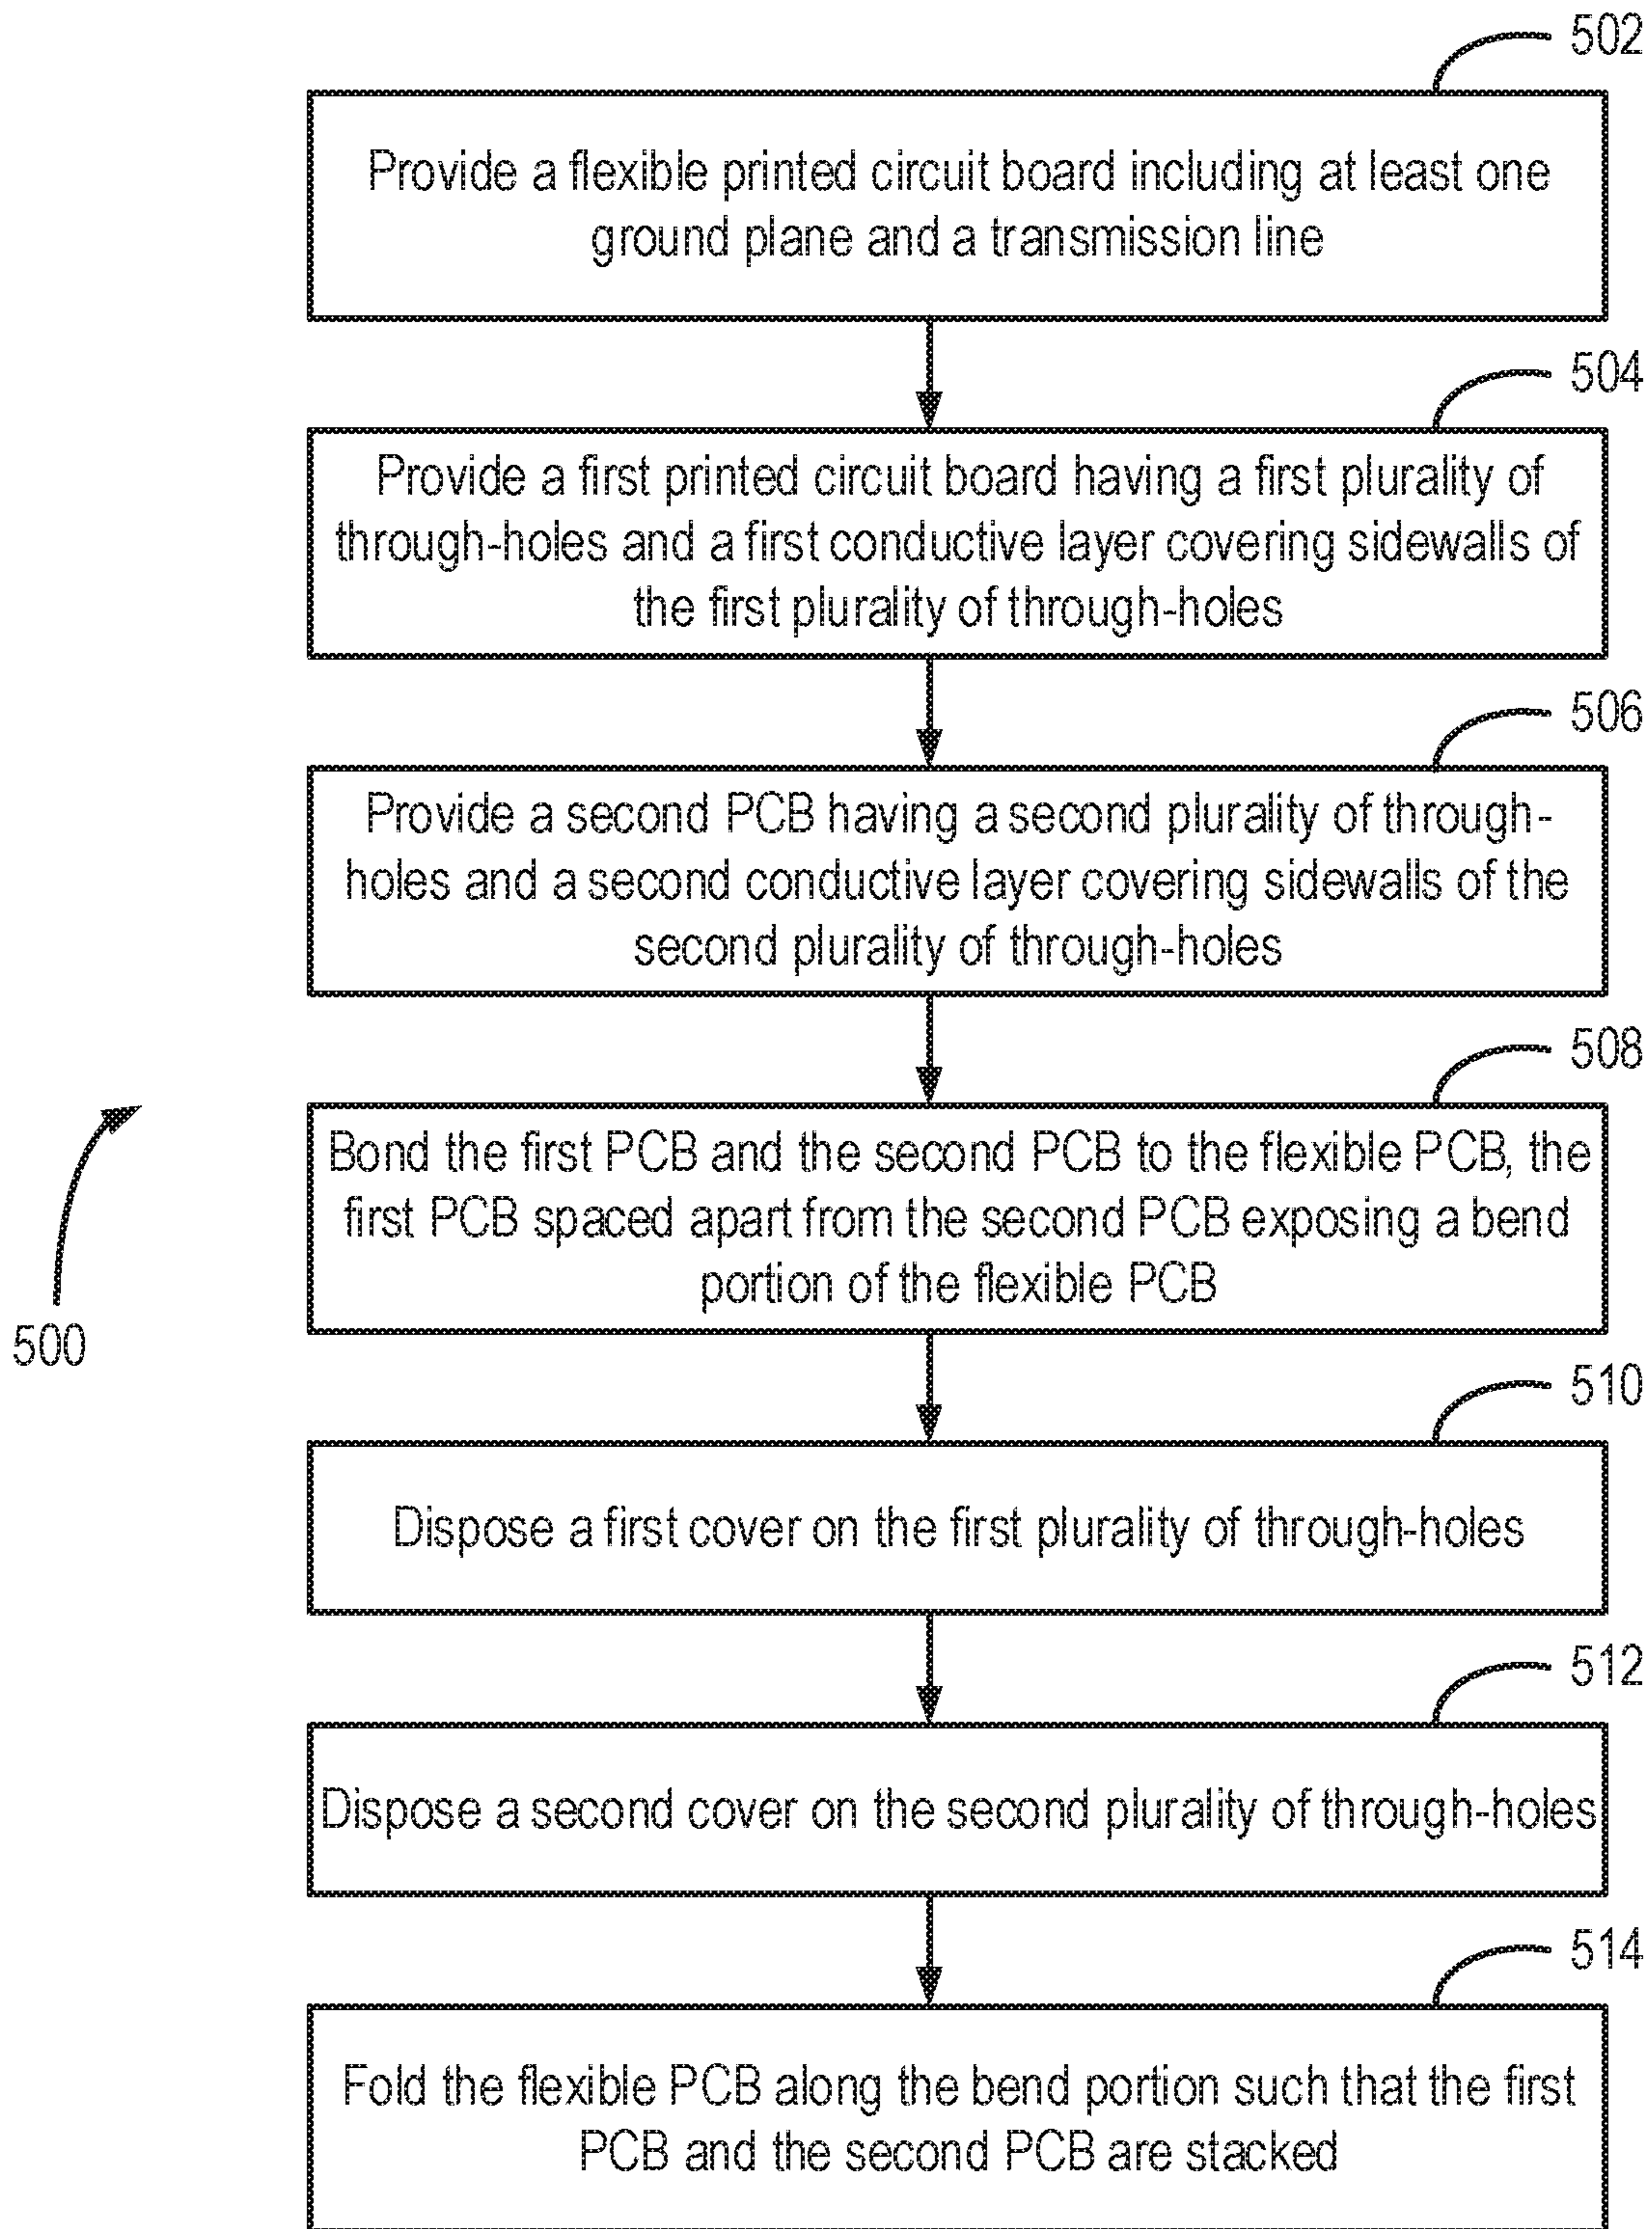 502
Provide a flexible printed circuit board including at least one
ground plane and a transmission line
504
Provide a first printed circuit board having a first plurality of
through-holes and a first conductive layer covering sidewalls of
the first plurality of through-holes
506
Provide a second PCB having a second plurality of through-
holes and a second conductive layer covering sidewalls of the
second plurality of through-holes
508
Bond the first PCB and the second PCB to the flexible PCB, the
first PCB spaced apart from the second PCB exposing a bend
portion of the flexible PCB
500
510
Dispose a first cover on the first plurality of through-holes
512
Dispose a second cover on the second plurality of through-holes
514
Fold the flexible PCB along the bend portion such that the first
PCB and the second PCB are stacked